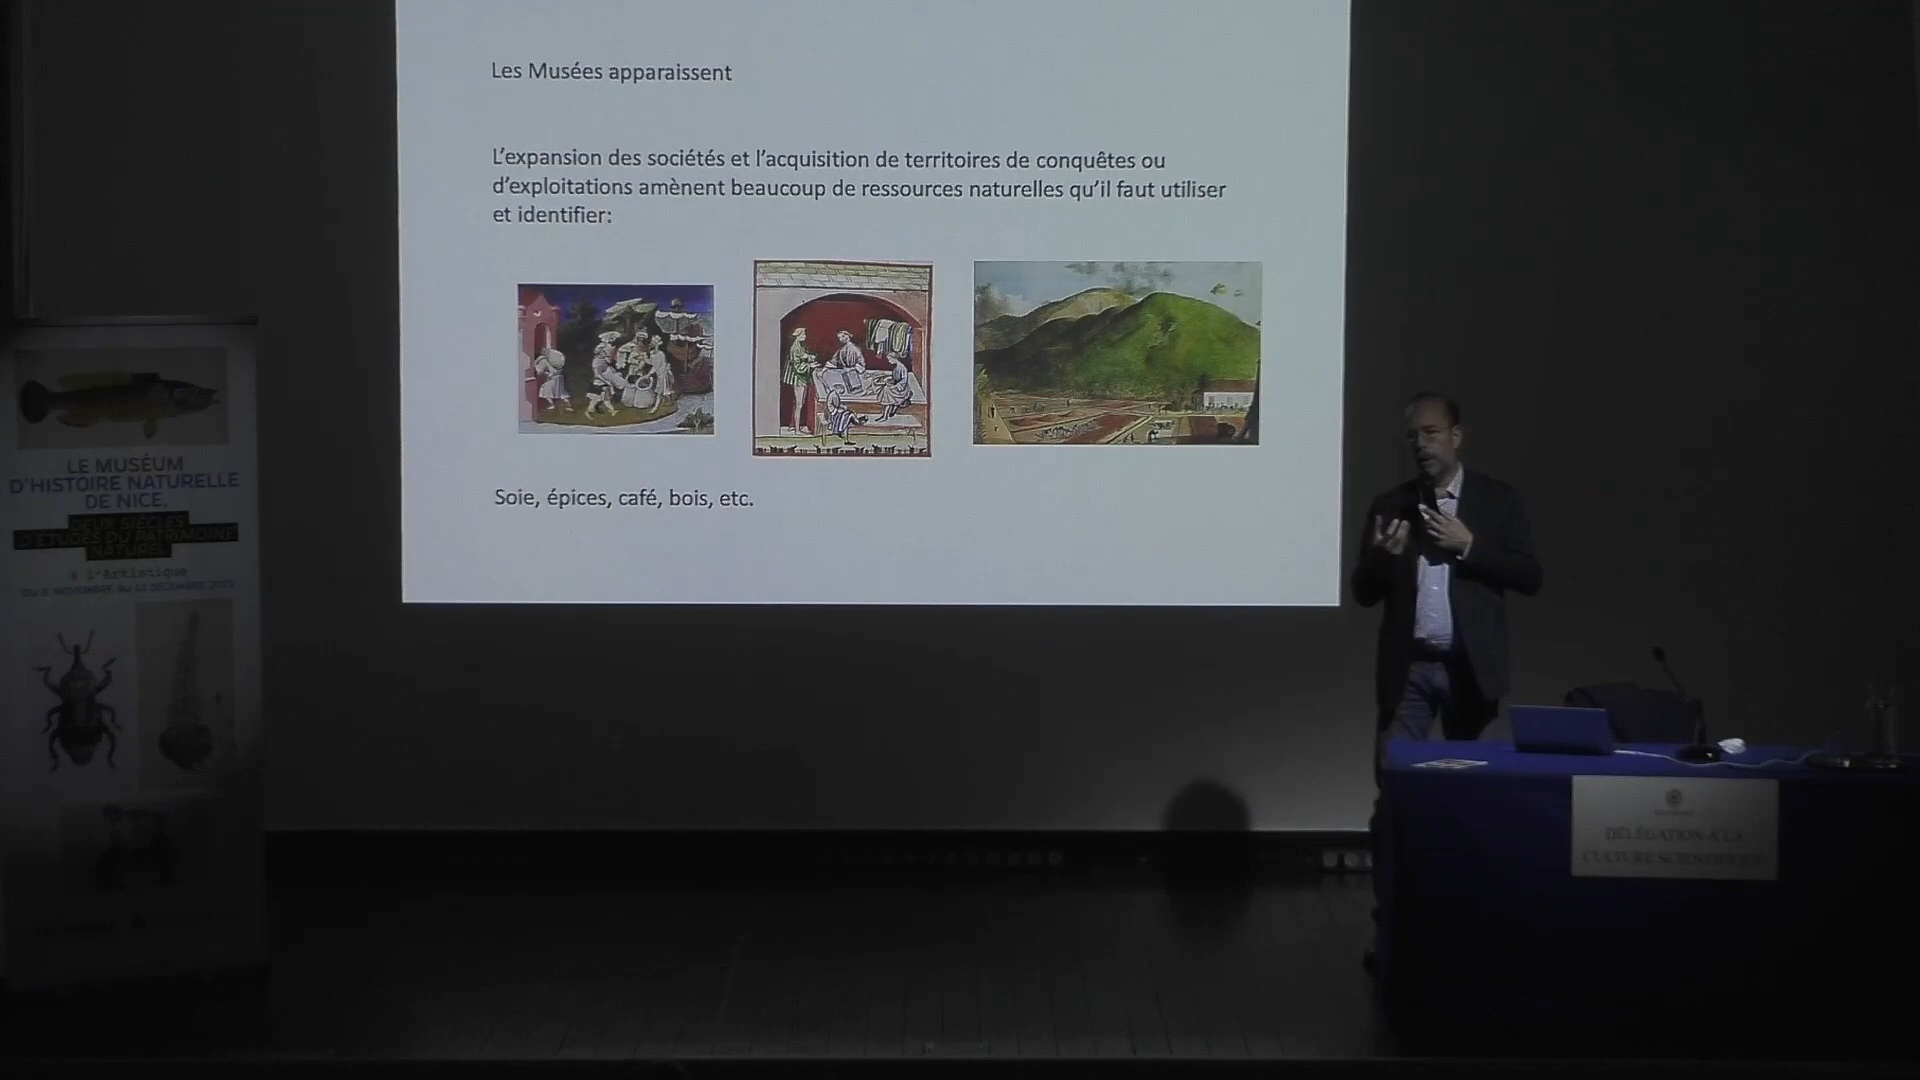 Les Musées apparaissent
L'expansion des sociétés et l'acquisition de territoires de conquêtes ou
d'exploitations amènent beaucoup de ressources naturelles qu'il faut utiliser
et identifier:
Soie, épices, café, bois, etc.
LE MUSÉUM
D'HISTOIRE NATURELLE
DE NICE,
DEUX SIÈCLES
D'ÉTUDES DU PATRIMOINE
NATUREL
à l'Artistique
DÉLÉGATION A LA
CULTURE SCIENTIFIQUE